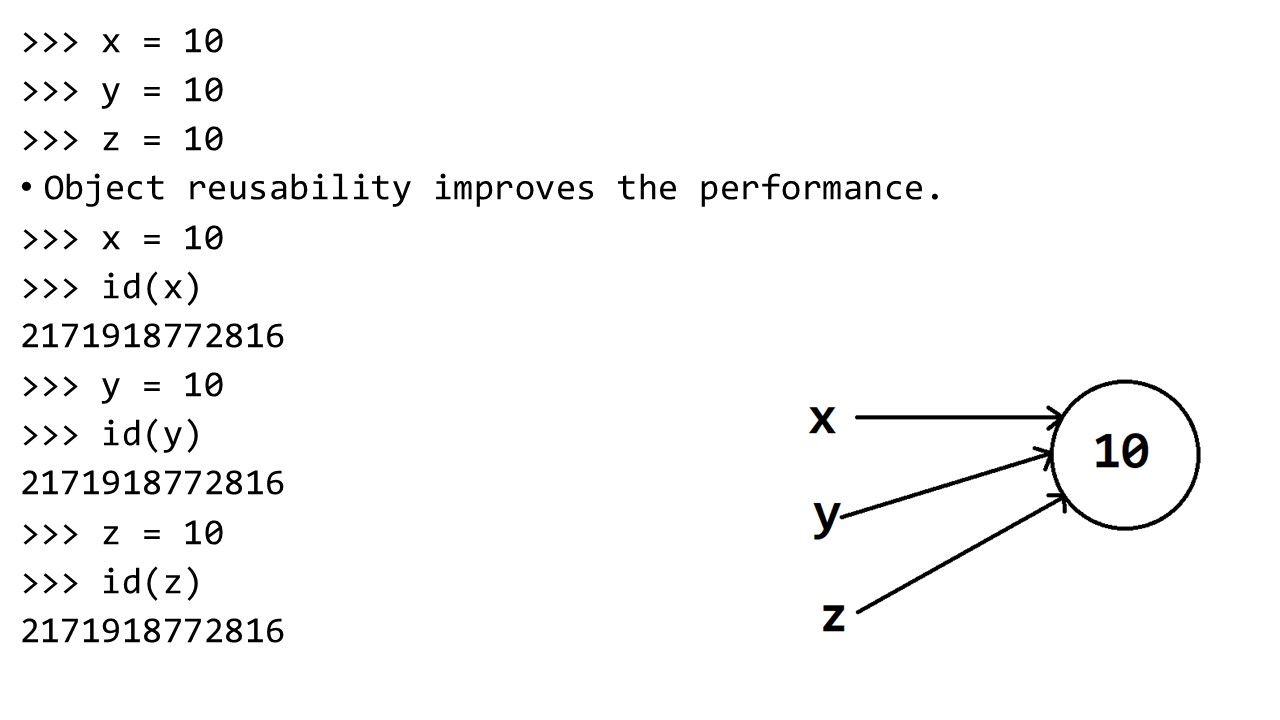 >>> x = 10
>>> y = 10
>>> z = 10
• Object reusability improves the performance.
>>> x = 10
>>> id(x)
2171918772816
>>> y = 10
>>> id(y)
2171918772816
>>> z = 10
>>> id(z)
2171918772816
x
10
y
z